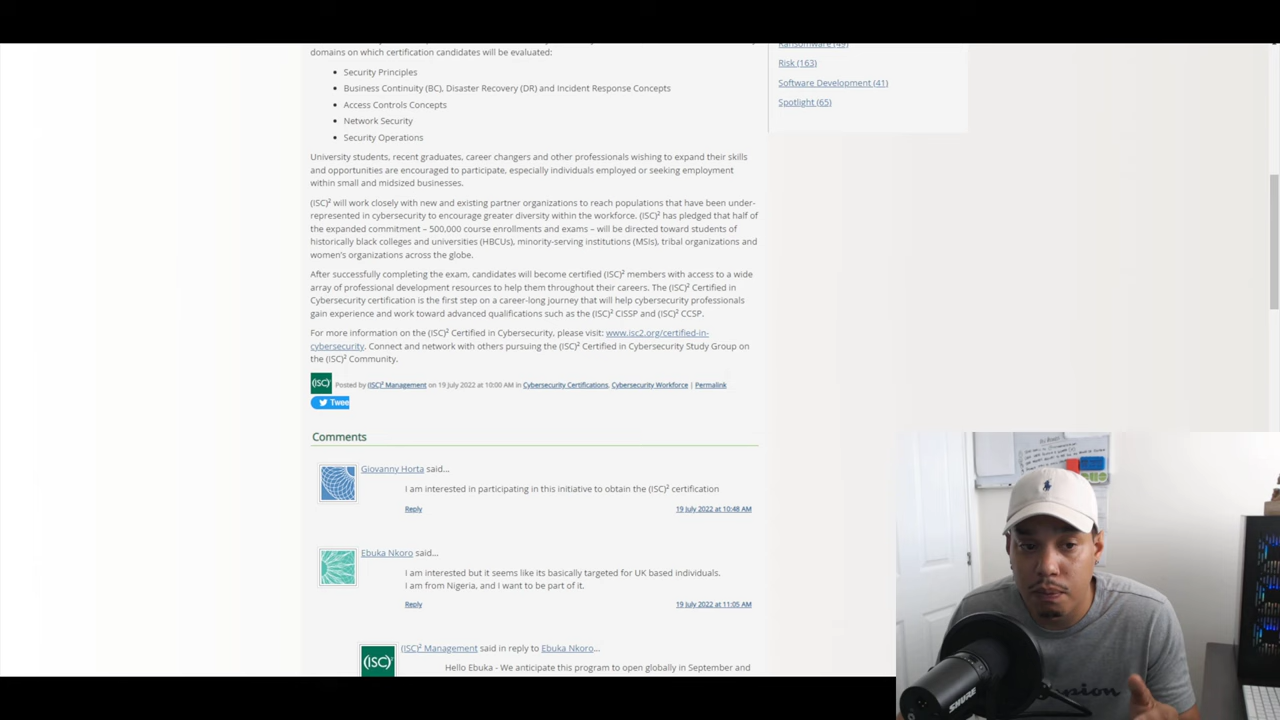 domains on which certification candidates will be evaluated:
Security Principles
Business Continuity (BC), Disaster Recovery (DR) and Incident Response Concepts
Access Controls Concepts
Network Security
Security Operations
University students, recent graduates, career changers and other professionals wishing to expand their skills
and opportunities are encouraged to participate, especially individuals employed or seeking employment
within small and midsized businesses.
(ISC)² will work closely with new and existing partner organizations to reach populations that have been under-
represented in cybersecurity to encourage greater diversity within the workforce. (ISC)² has pledged that half of
the expanded commitment – 500,000 course enrollments and exams – will be directed toward students of
historically black colleges and universities (HBCUs), minority-serving institutions (MSIs), tribal organizations and
women's organizations across the globe.
After successfully completing the exam, candidates will become certified (ISC)² members with access to a wide
array of professional development resources to help them throughout their careers. The (ISC)² Certified in
Cybersecurity certification is the first step on a career-long journey that will help cybersecurity professionals
gain experience and work toward advanced qualifications such as the (ISC)² CISSP and (ISC)² CCSP.
For more information on the (ISC)² Certified in Cybersecurity, please visit: www.isc2.org/certified-in-
cybersecurity. Connect and network with others pursuing the (ISC)² Certified in Cybersecurity Study Group on
the (ISC)² Community.
(ISC)² Posted by (ISC)² Management on 19 July 2022 at 10:00 AM in Cybersecurity Certifications, Cybersecurity Workforce | Permalink
Twee
Comments
Giovanny Horta said...
I am interested in participating in this initiative to obtain the (ISC)² certification
Reply 19 July 2022 at 10:48 AM
Ebuka Nkoro said...
I am interested but it seems like its basically targeted for UK based individuals.
I am from Nigeria, and I want to be part of it.
Reply 19 July 2022 at 11:05 AM
(ISC)² Management said in reply to Ebuka Nkoro...
(ISC)² Hello Ebuka - We anticipate this program to open globally in September and
Ransomware (49)
Risk (163)
Software Development (41)
Spotlight (65)
SHURE